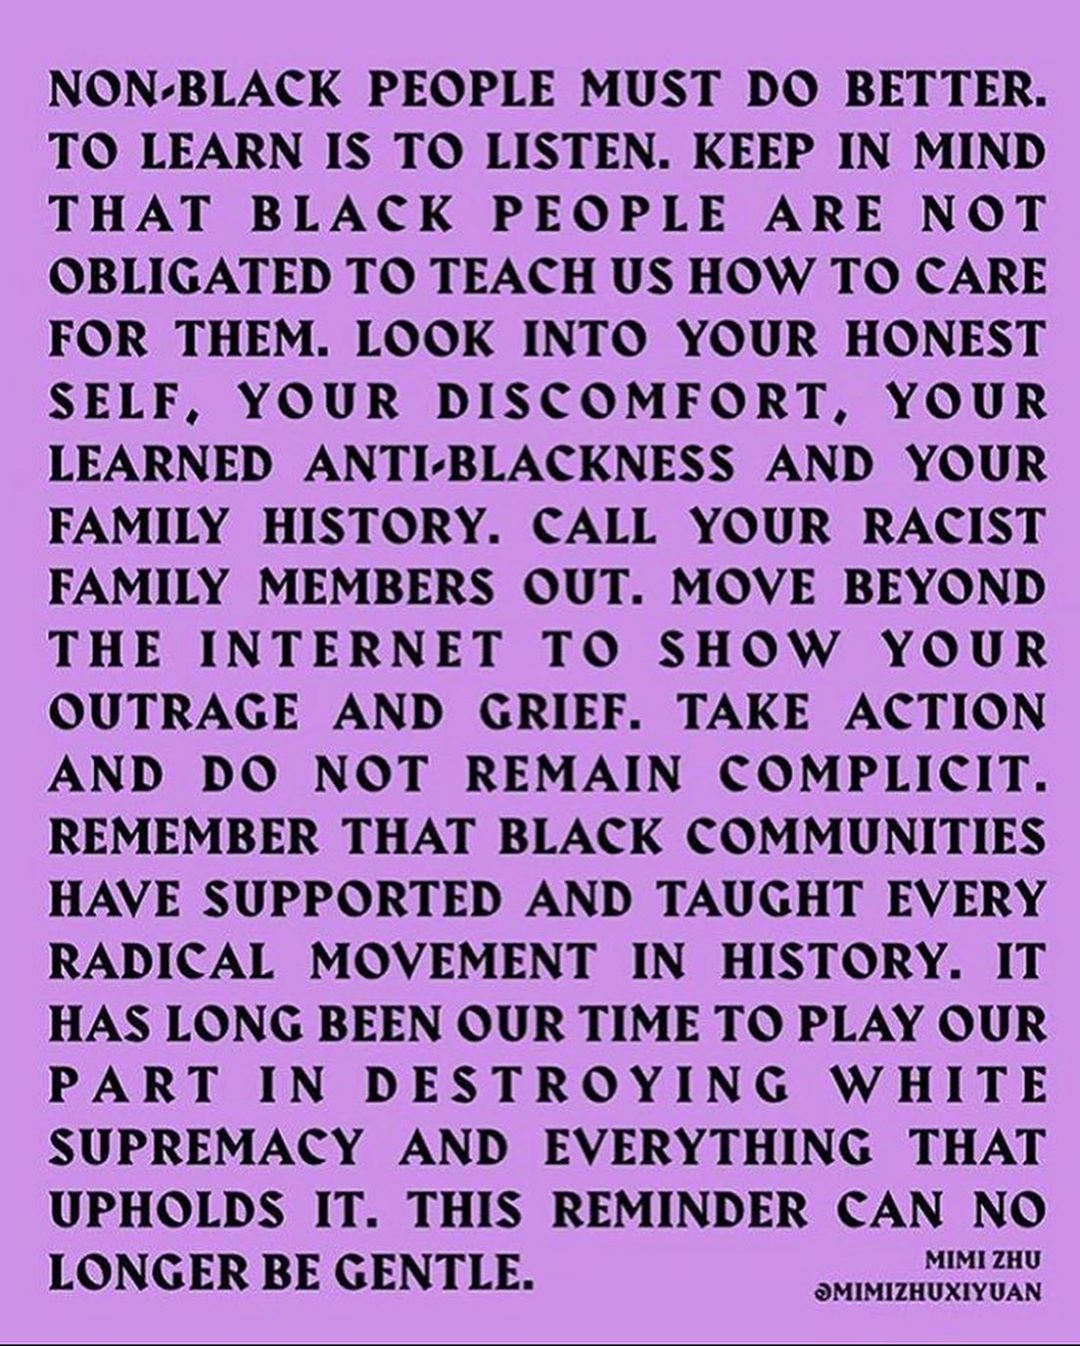 NON-BLACK PEOPLE MUST DO BETTER.
TO LEARN IS TO LISTEN. KEEP IN MIND
THAT BLACK PEOPLE ARE NOT
OBLIGATED TO TEACH US HOW TO CARE
FOR THEM. LOOK INTO YOUR HONEST
SELF, YOUR DISCOMFORT, YOUR
LEARNED ANTI-BLACKNESS AND YOUR
FAMILY HISTORY. CALL YOUR RACIST
FAMILY MEMBERS OUT. MOVE BEYOND
THE INTERNET TO SHOW YOUR
OUTRAGE AND GRIEF. TAKE ACTION
AND DO NOT REMAIN COMPLICIT.
REMEMBER THAT BLACK COMMUNITIES
HAVE SUPPORTED AND TAUGHT EVERY
RADICAL MOVEMENT IN HISTORY. IT
HAS LONG BEEN OUR TIME TO PLAY OUR
PART IN DESTROYING WHITE
SUPREMACY AND EVERYTHING THAT
UPHOLDS IT. THIS REMINDER CAN NO
LONGER BE GENTLE.
MIMI ZHU
@MIMIZHUXIYUAN